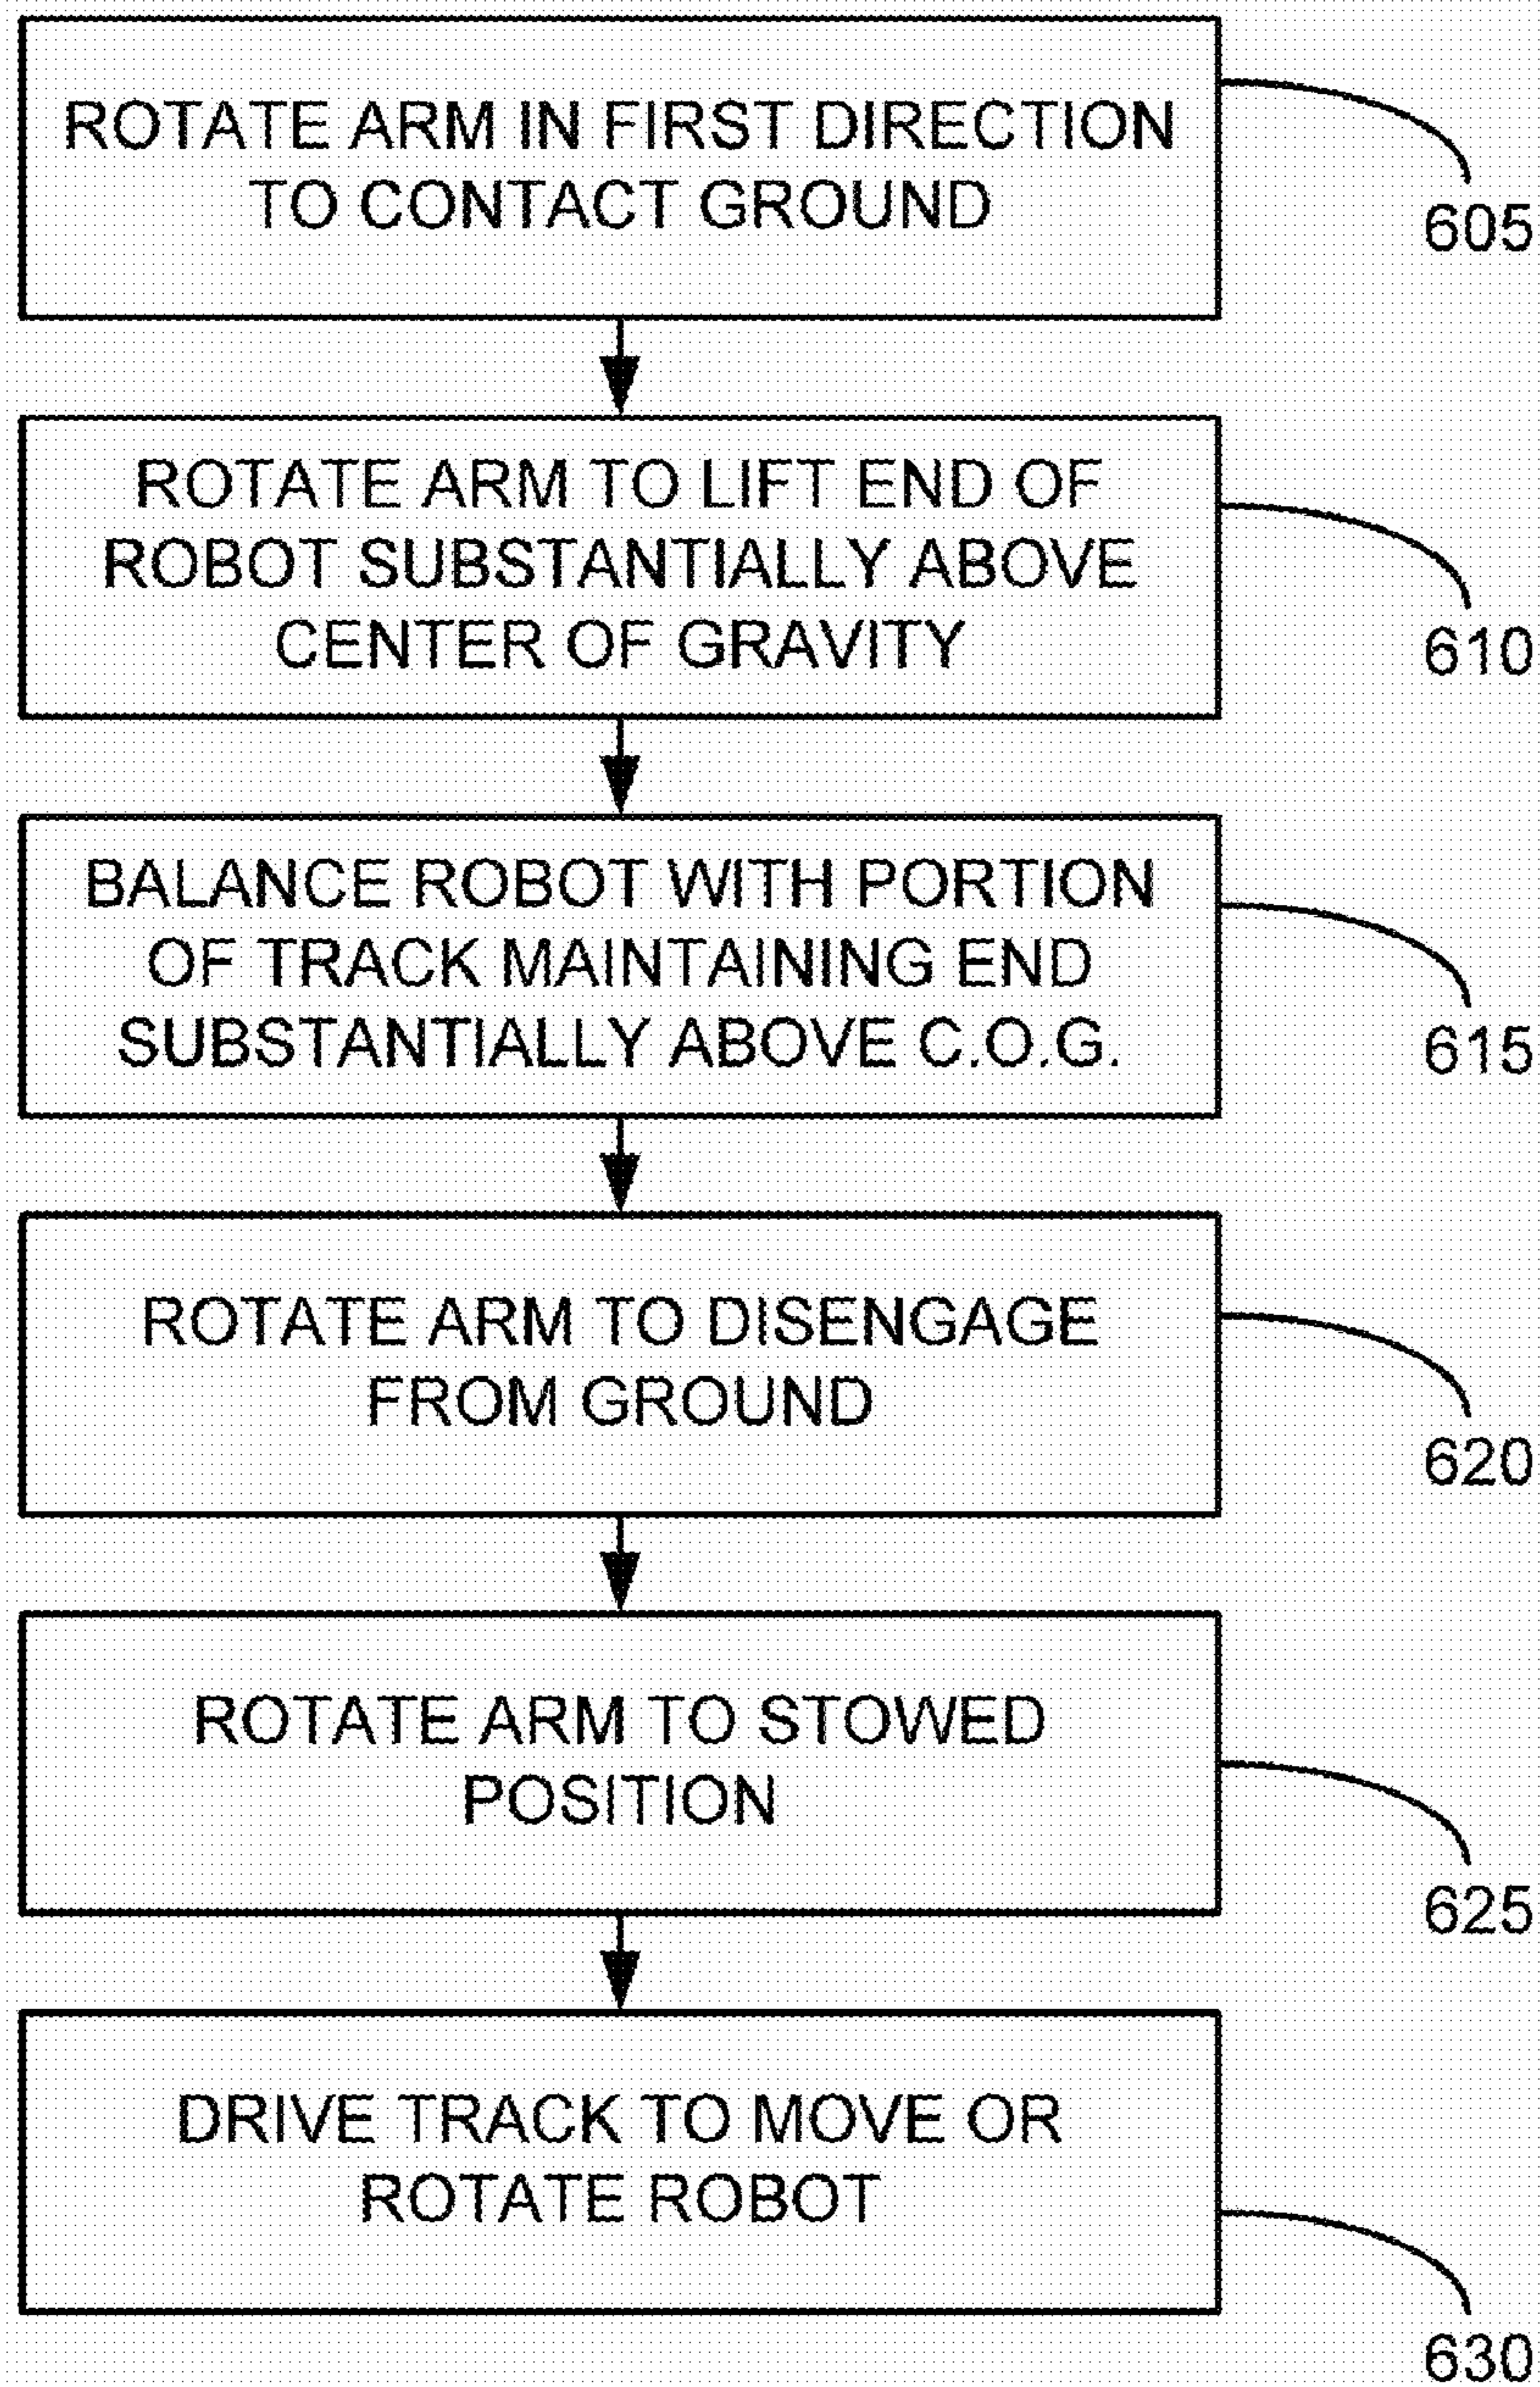 ROTATE ARM IN FIRST DIRECTION
TO CONTACT GROUND
605
ROTATE ARM TO LIFT END OF
ROBOT SUBSTANTIALLY ABOVE
CENTER OF GRAVITY
610
BALANCE ROBOT WITH PORTION
OF TRACK MAINTAINING END
SUBSTANTIALLY ABOVE C.O.G.
615
ROTATE ARM TO DISENGAGE
FROM GROUND
620
ROTATE ARM TO STOWED
POSITION
625
DRIVE TRACK TO MOVE OR
ROTATE ROBOT
630